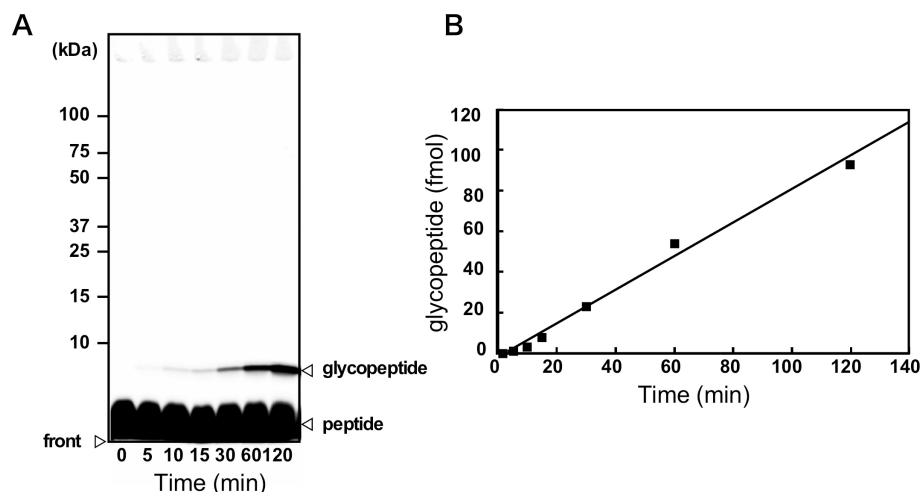 A
(kDa)
100
75
50
37
25
15
10
glycopeptide
peptide
front
0 5 10 15 30 60 120
Time (min)
B
glycopeptide (fmol)
120
100
80
60
40
20
0
0 20 40 60 80 100 120 140
Time (min)